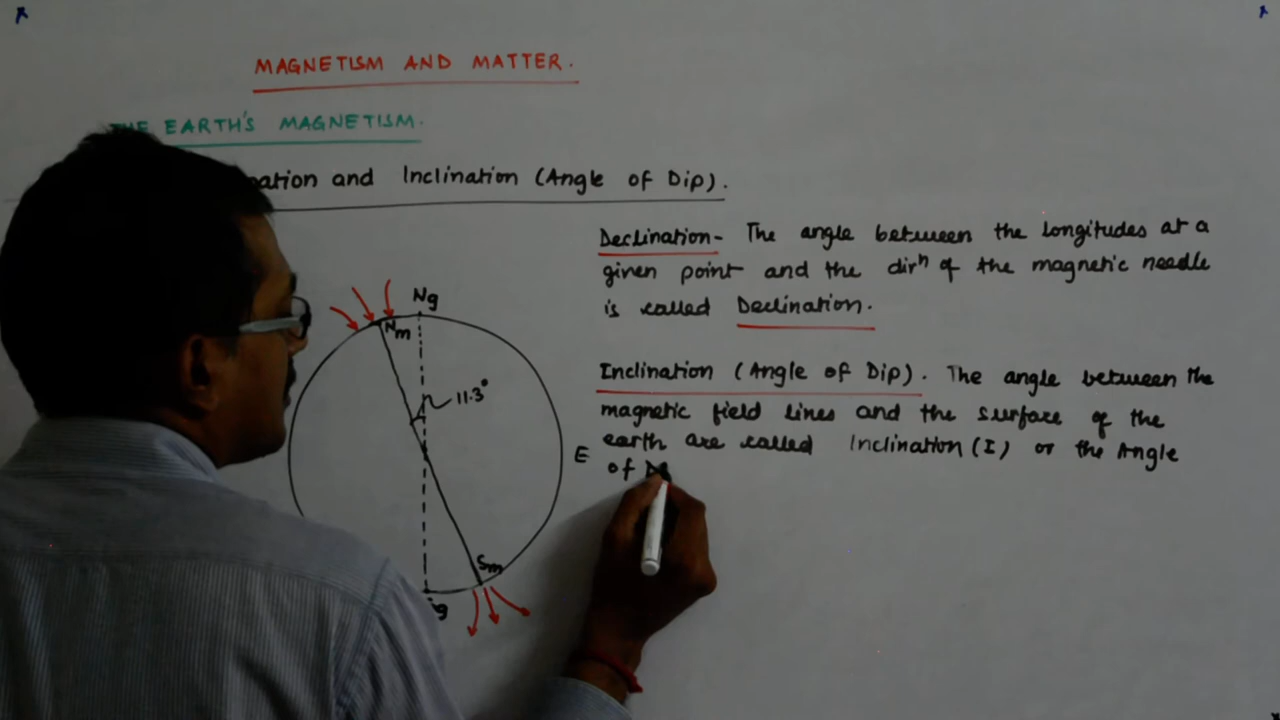 MAGNETISM AND MATTER.
EARTH'S MAGNETISM.
and Inclination (Angle of Dip).
Declination- The angle between the longitudes at a
given point and the dirⁿ of the magnetic needle
is called Declination.
Ng
Nm
11.3°
Inclination (Angle of Dip). The angle between the
magnetic field lines and the surface of the
earth are called Inclination (I) or the Angle
of
E
Sm